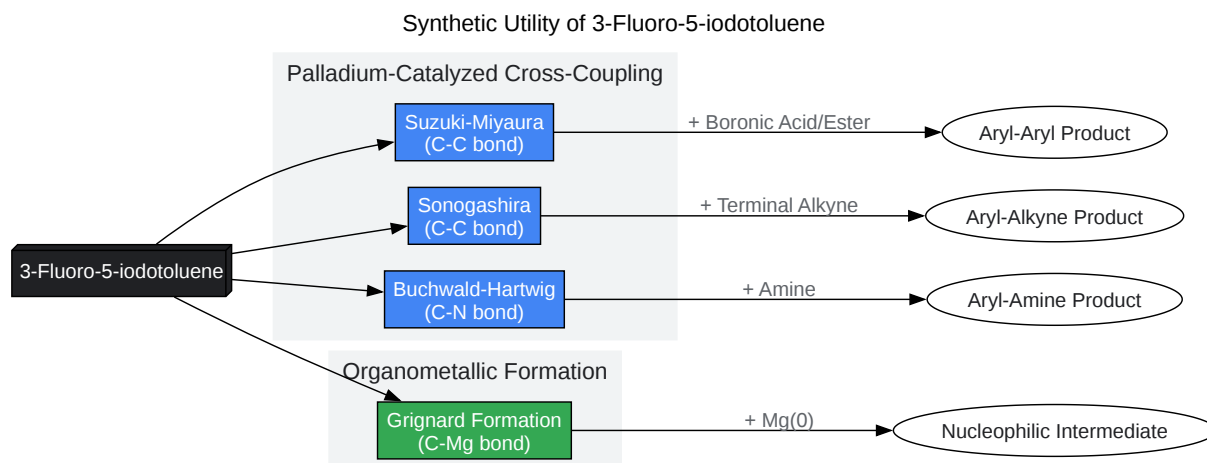 Synthetic Utility of 3-Fluoro-5-iodotoluene
Palladium-Catalyzed Cross-Coupling
Suzuki-Miyaura
(C-C bond)
+ Boronic Acid/Ester
Aryl-Aryl Product
Sonogashira
(C-C bond)
+ Terminal Alkyne
Aryl-Alkyne Product
3-Fluoro-5-iodotoluene
Buchwald-Hartwig
(C-N bond)
+ Amine
Aryl-Amine Product
Organometallic Formation
Grignard Formation
(C-Mg bond)
+ Mg(0)
Nucleophilic Intermediate